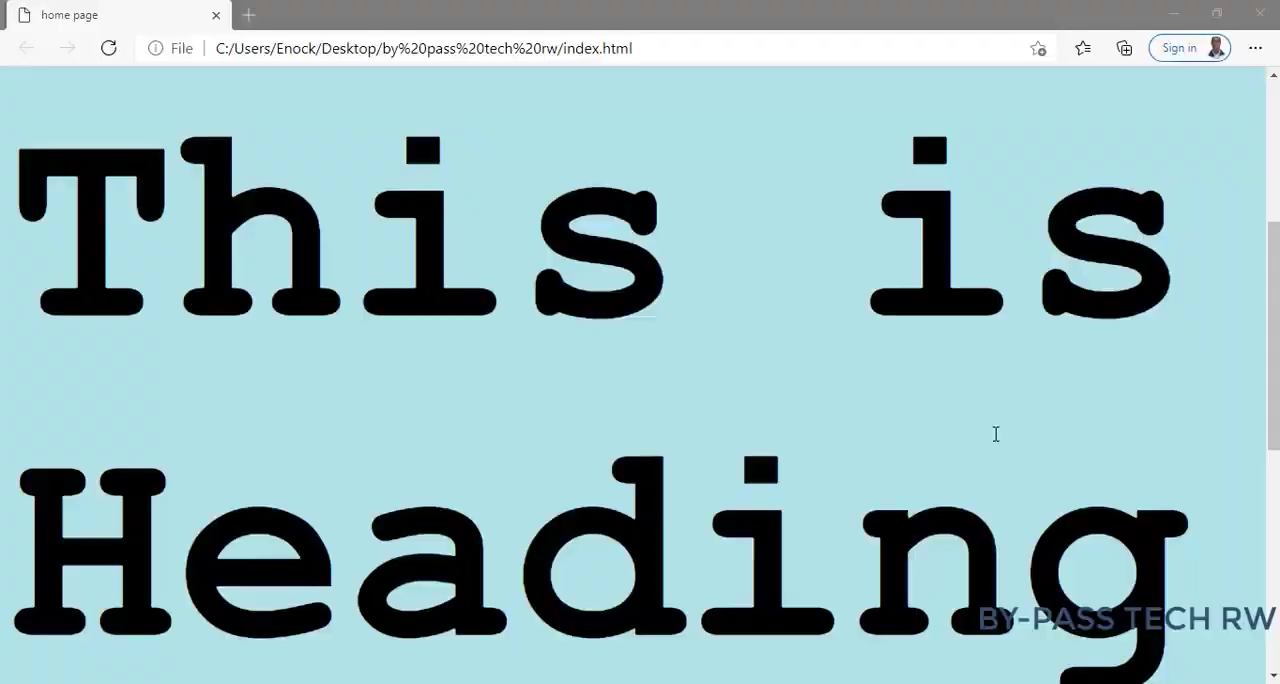 home page
File
C:/Users/Enock/Desktop/by%20pass%20tech%20rw/index.html
Sign in
This is
Heading
BY-PASS TECH RW